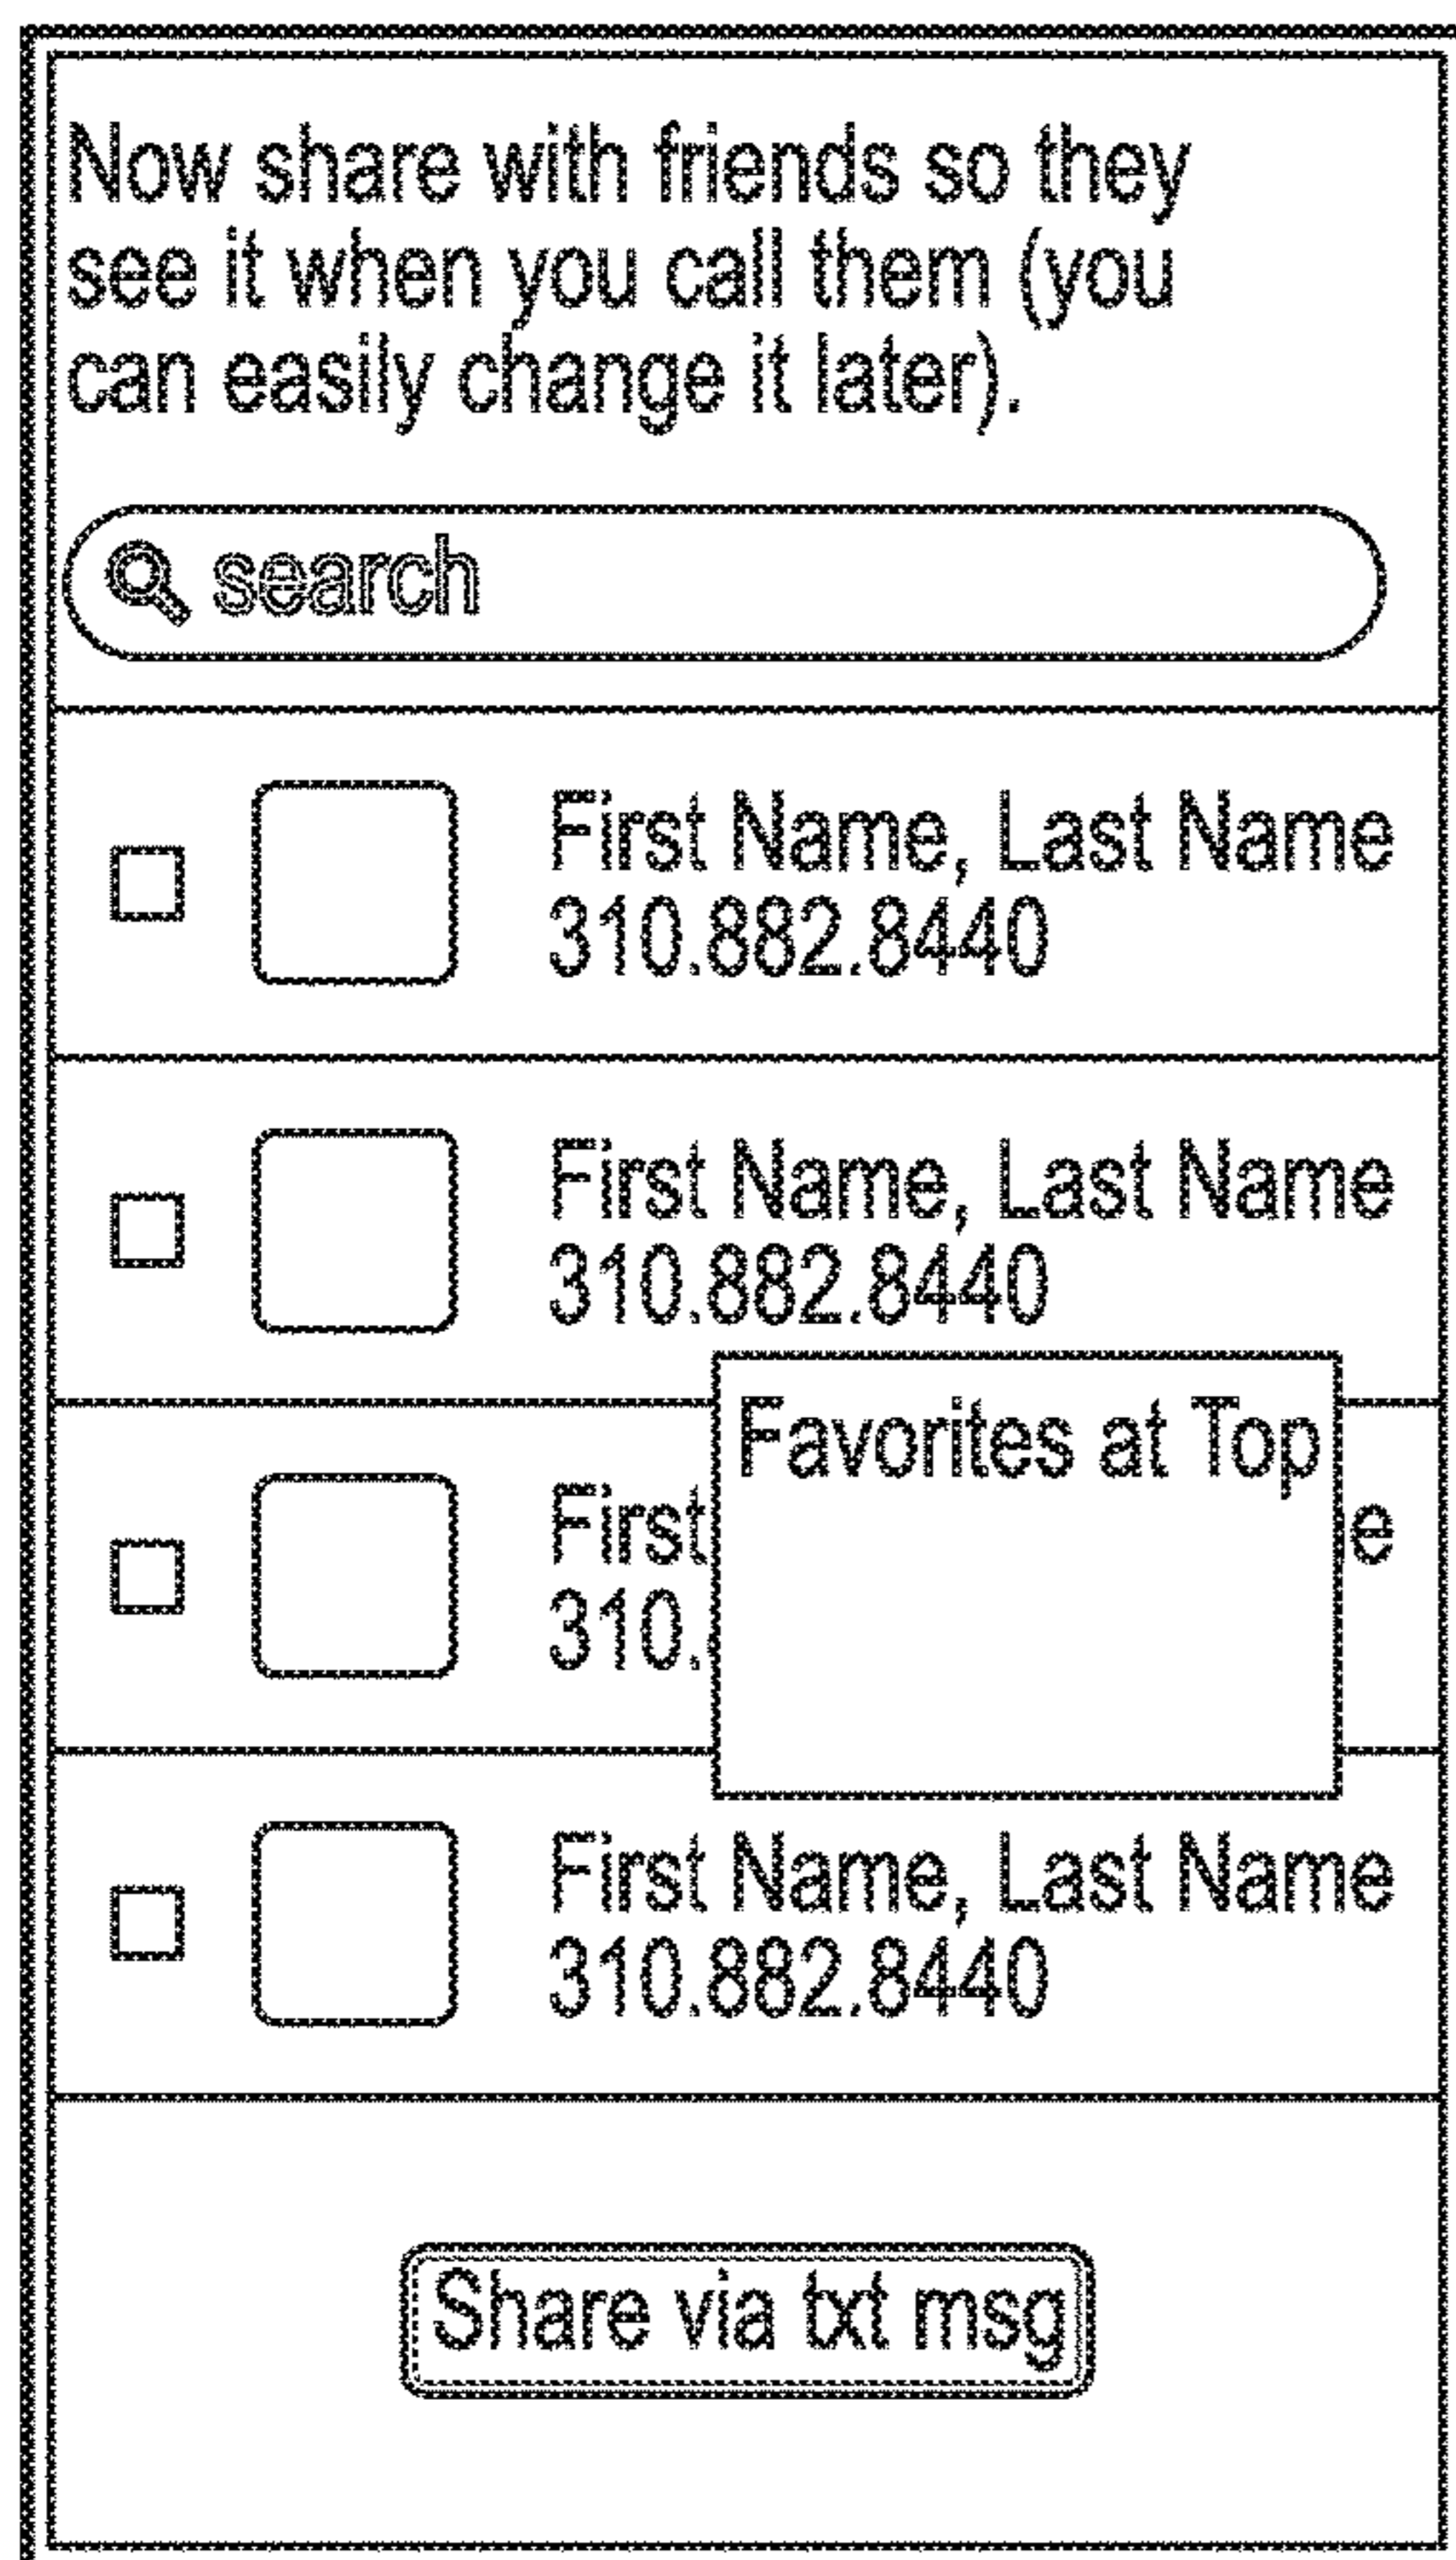 Now share with friends so they
see it when you call them (you
can easily change it later).
search
First Name, Last Name
310.882.8440
First Name, Last Name
310.882.8440
Favorites at Top
First e
310.
First Name, Last Name
310.882.8440
Share via txt msg